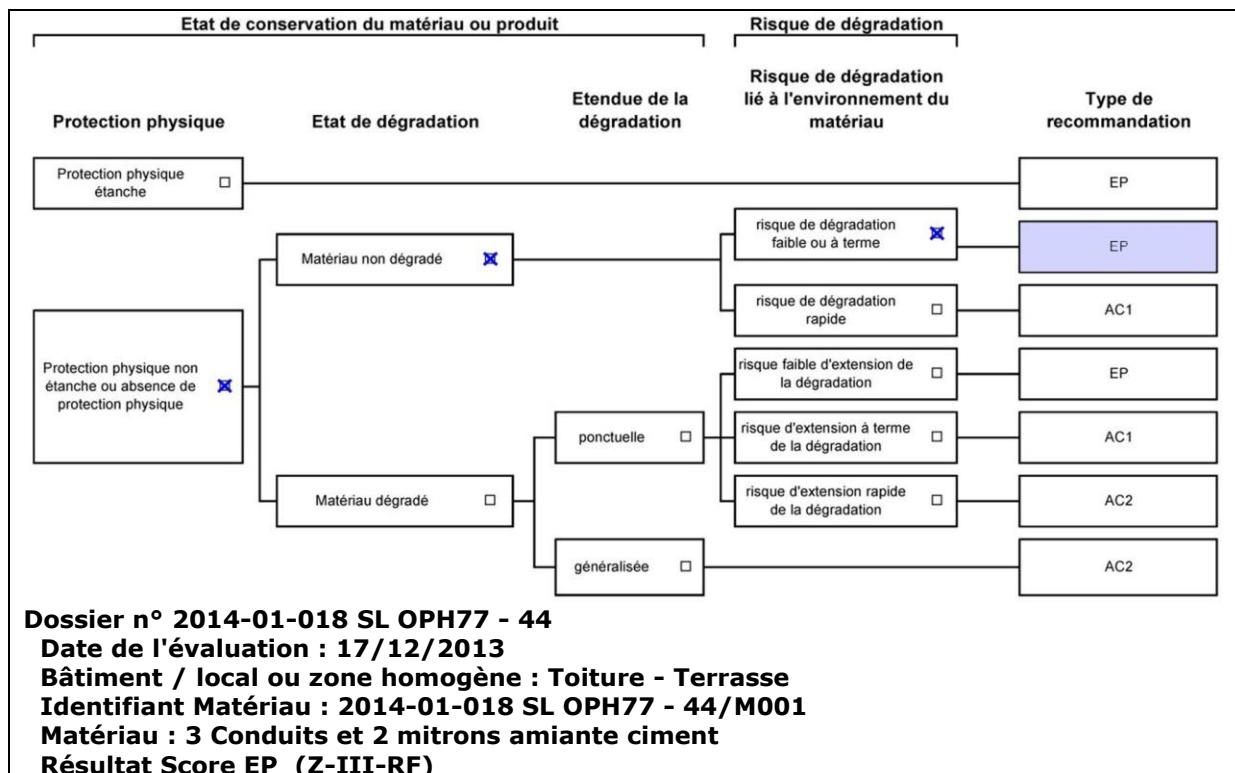 Etat de conservation du matériau ou produit
Risque de dégradation
Protection physique
Etat de dégradation
Etendue de la
dégradation
Risque de dégradation
lié à l'environnement du
matériau
Type de
recommandation
Protection physique
étanche
EP
risque de dégradation
faible ou à terme
EP
Matériau non dégradé
risque de dégradation
rapide
AC1
Protection physique non
étanche ou absence de
protection physique
risque faible d'extension de
la dégradation
EP
ponctuelle
risque d'extension à terme
de la dégradation
AC1
Matériau dégradé
risque d'extension rapide
de la dégradation
AC2
généralisée
AC2
Dossier n° 2014-01-018 SL OPH77 - 44
Date de l'évaluation : 17/12/2013
Bâtiment / local ou zone homogène : Toiture - Terrasse
Identifiant Matériau : 2014-01-018 SL OPH77 - 44/M001
Matériau : 3 Conduits et 2 mitrons amiante ciment
Résultat Score EP (Z-III-RF)